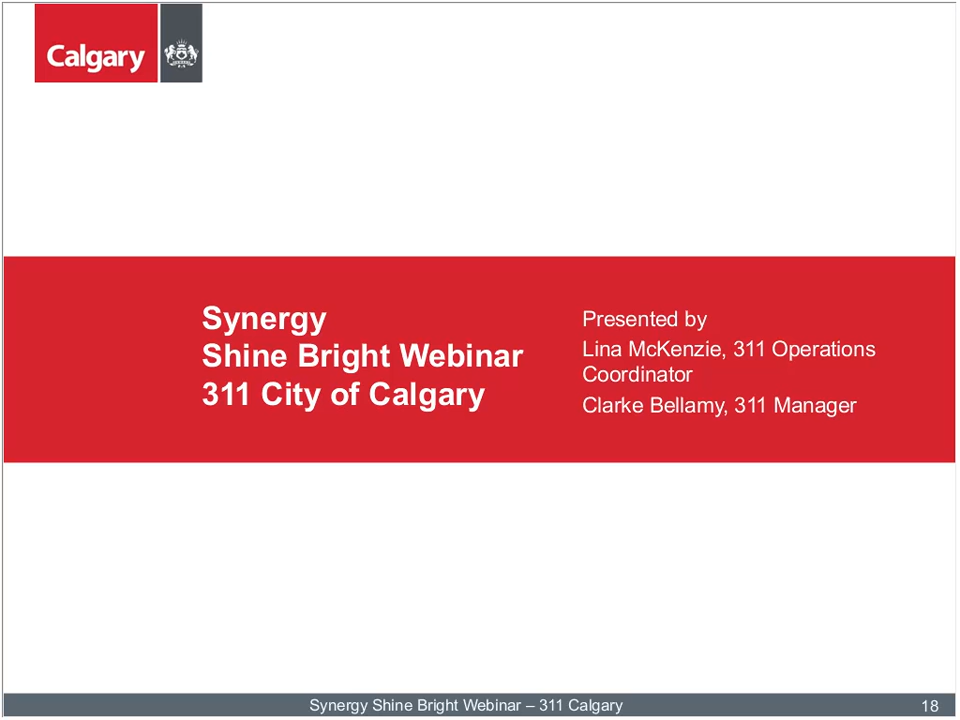 Calgary
Synergy
Shine Bright Webinar
311 City of Calgary
Presented by
Lina McKenzie, 311 Operations
Coordinator
Clarke Bellamy, 311 Manager
Synergy Shine Bright Webinar – 311 Calgary
18